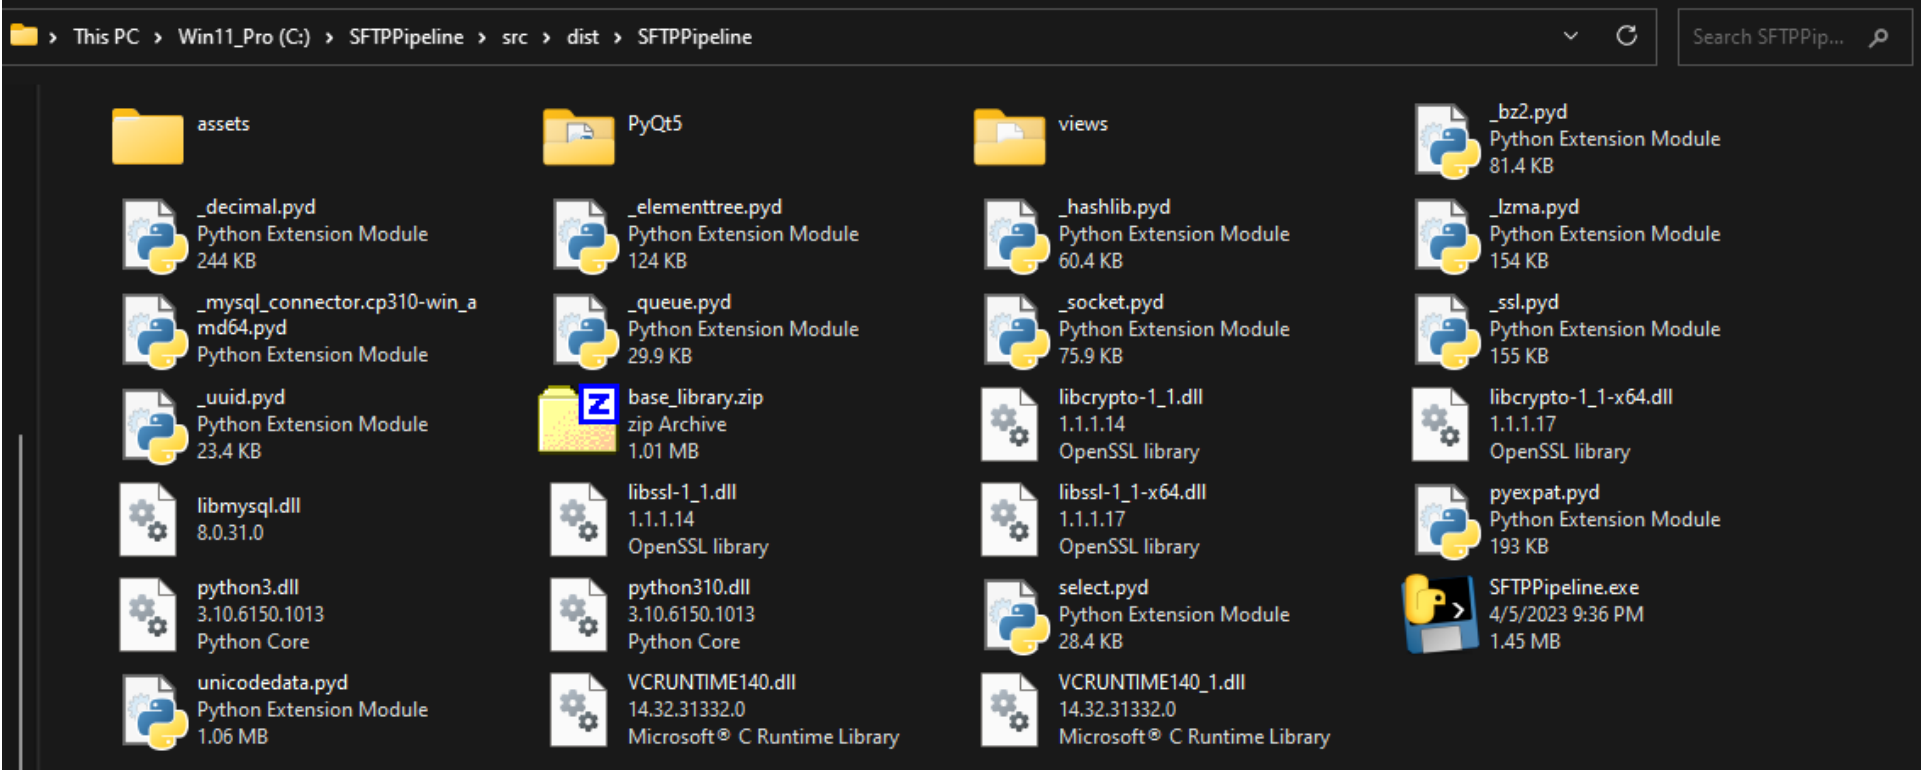 This PC > Win11_Pro (C:) > SFTPPipeline > src > dist > SFTPPipeline
Search SFTPPip...
assets
PyQt5
views
_bz2.pyd
Python Extension Module
81.4 KB
_decimal.pyd
Python Extension Module
244 KB
_elementtree.pyd
Python Extension Module
124 KB
_hashlib.pyd
Python Extension Module
60.4 KB
_lzma.pyd
Python Extension Module
154 KB
_mysql_connector.cp310-win_a
md64.pyd
Python Extension Module
_queue.pyd
Python Extension Module
29.9 KB
_socket.pyd
Python Extension Module
75.9 KB
_ssl.pyd
Python Extension Module
155 KB
_uuid.pyd
Python Extension Module
23.4 KB
Z
base_library.zip
zip Archive
1.01 MB
libcrypto-1_1.dll
1.1.1.14
OpenSSL library
libcrypto-1_1-x64.dll
1.1.1.17
OpenSSL library
libmysql.dll
8.0.31.0
libssl-1_1.dll
1.1.1.14
OpenSSL library
libssl-1_1-x64.dll
1.1.1.17
OpenSSL library
pyexpat.pyd
Python Extension Module
193 KB
python3.dll
3.10.6150.1013
Python Core
python310.dll
3.10.6150.1013
Python Core
select.pyd
Python Extension Module
28.4 KB
SFTPPipeline.exe
4/5/2023 9:36 PM
1.45 MB
unicodedata.pyd
Python Extension Module
1.06 MB
VCRUNTIME140.dll
14.32.31332.0
Microsoft® C Runtime Library
VCRUNTIME140_1.dll
14.32.31332.0
Microsoft® C Runtime Library